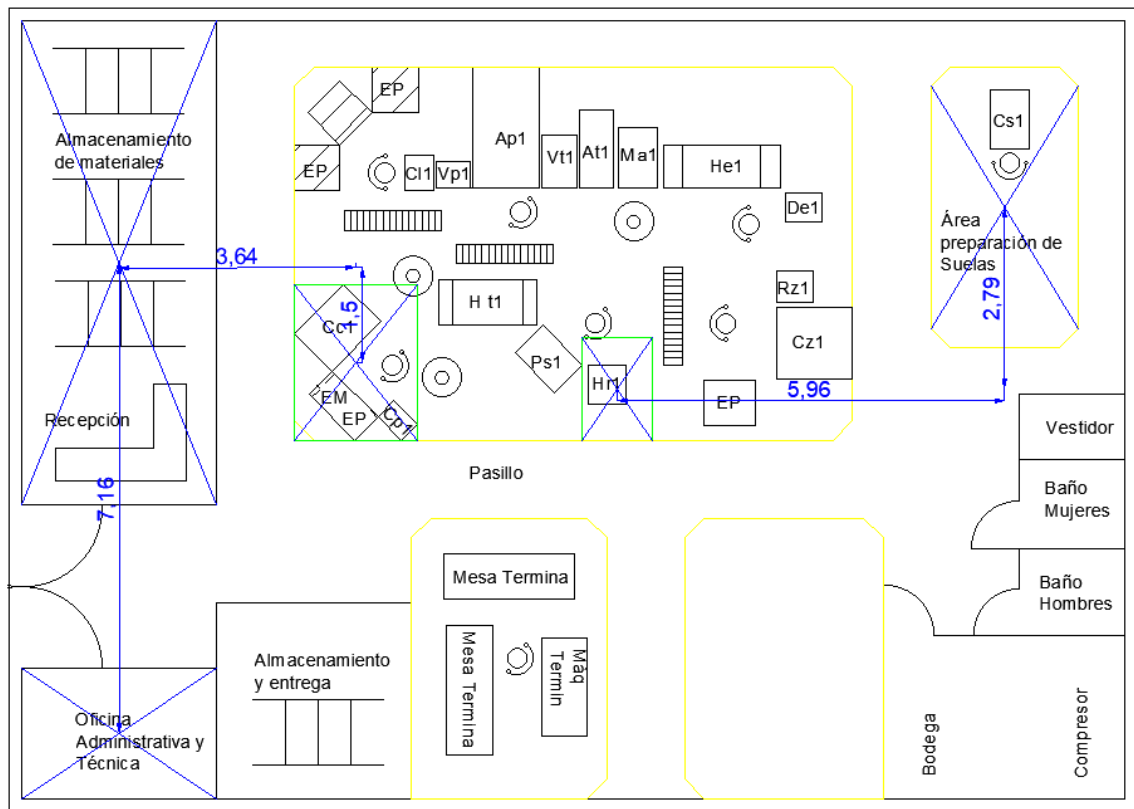 EP
Ap1
Almacenamiento
de materiales
EP
Cl1
Vp1
Vt1
At1
Ma1
He1
Cs1
De1
Área
preparación de
Suelas
3,64
1,5
2,79
H t1
Rz1
Cz1
Ps1
Hr1
EM
EP
Cp1
EP
5,96
Recepción
7,16
Pasillo
Vestidor
Baño
Mujeres
Baño
Hombres
Mesa Termina
Mesa Termina
Máq
Termin
Almacenamiento
y entrega
Oficina
Administrativa y
Técnica
Bodega
Compresor